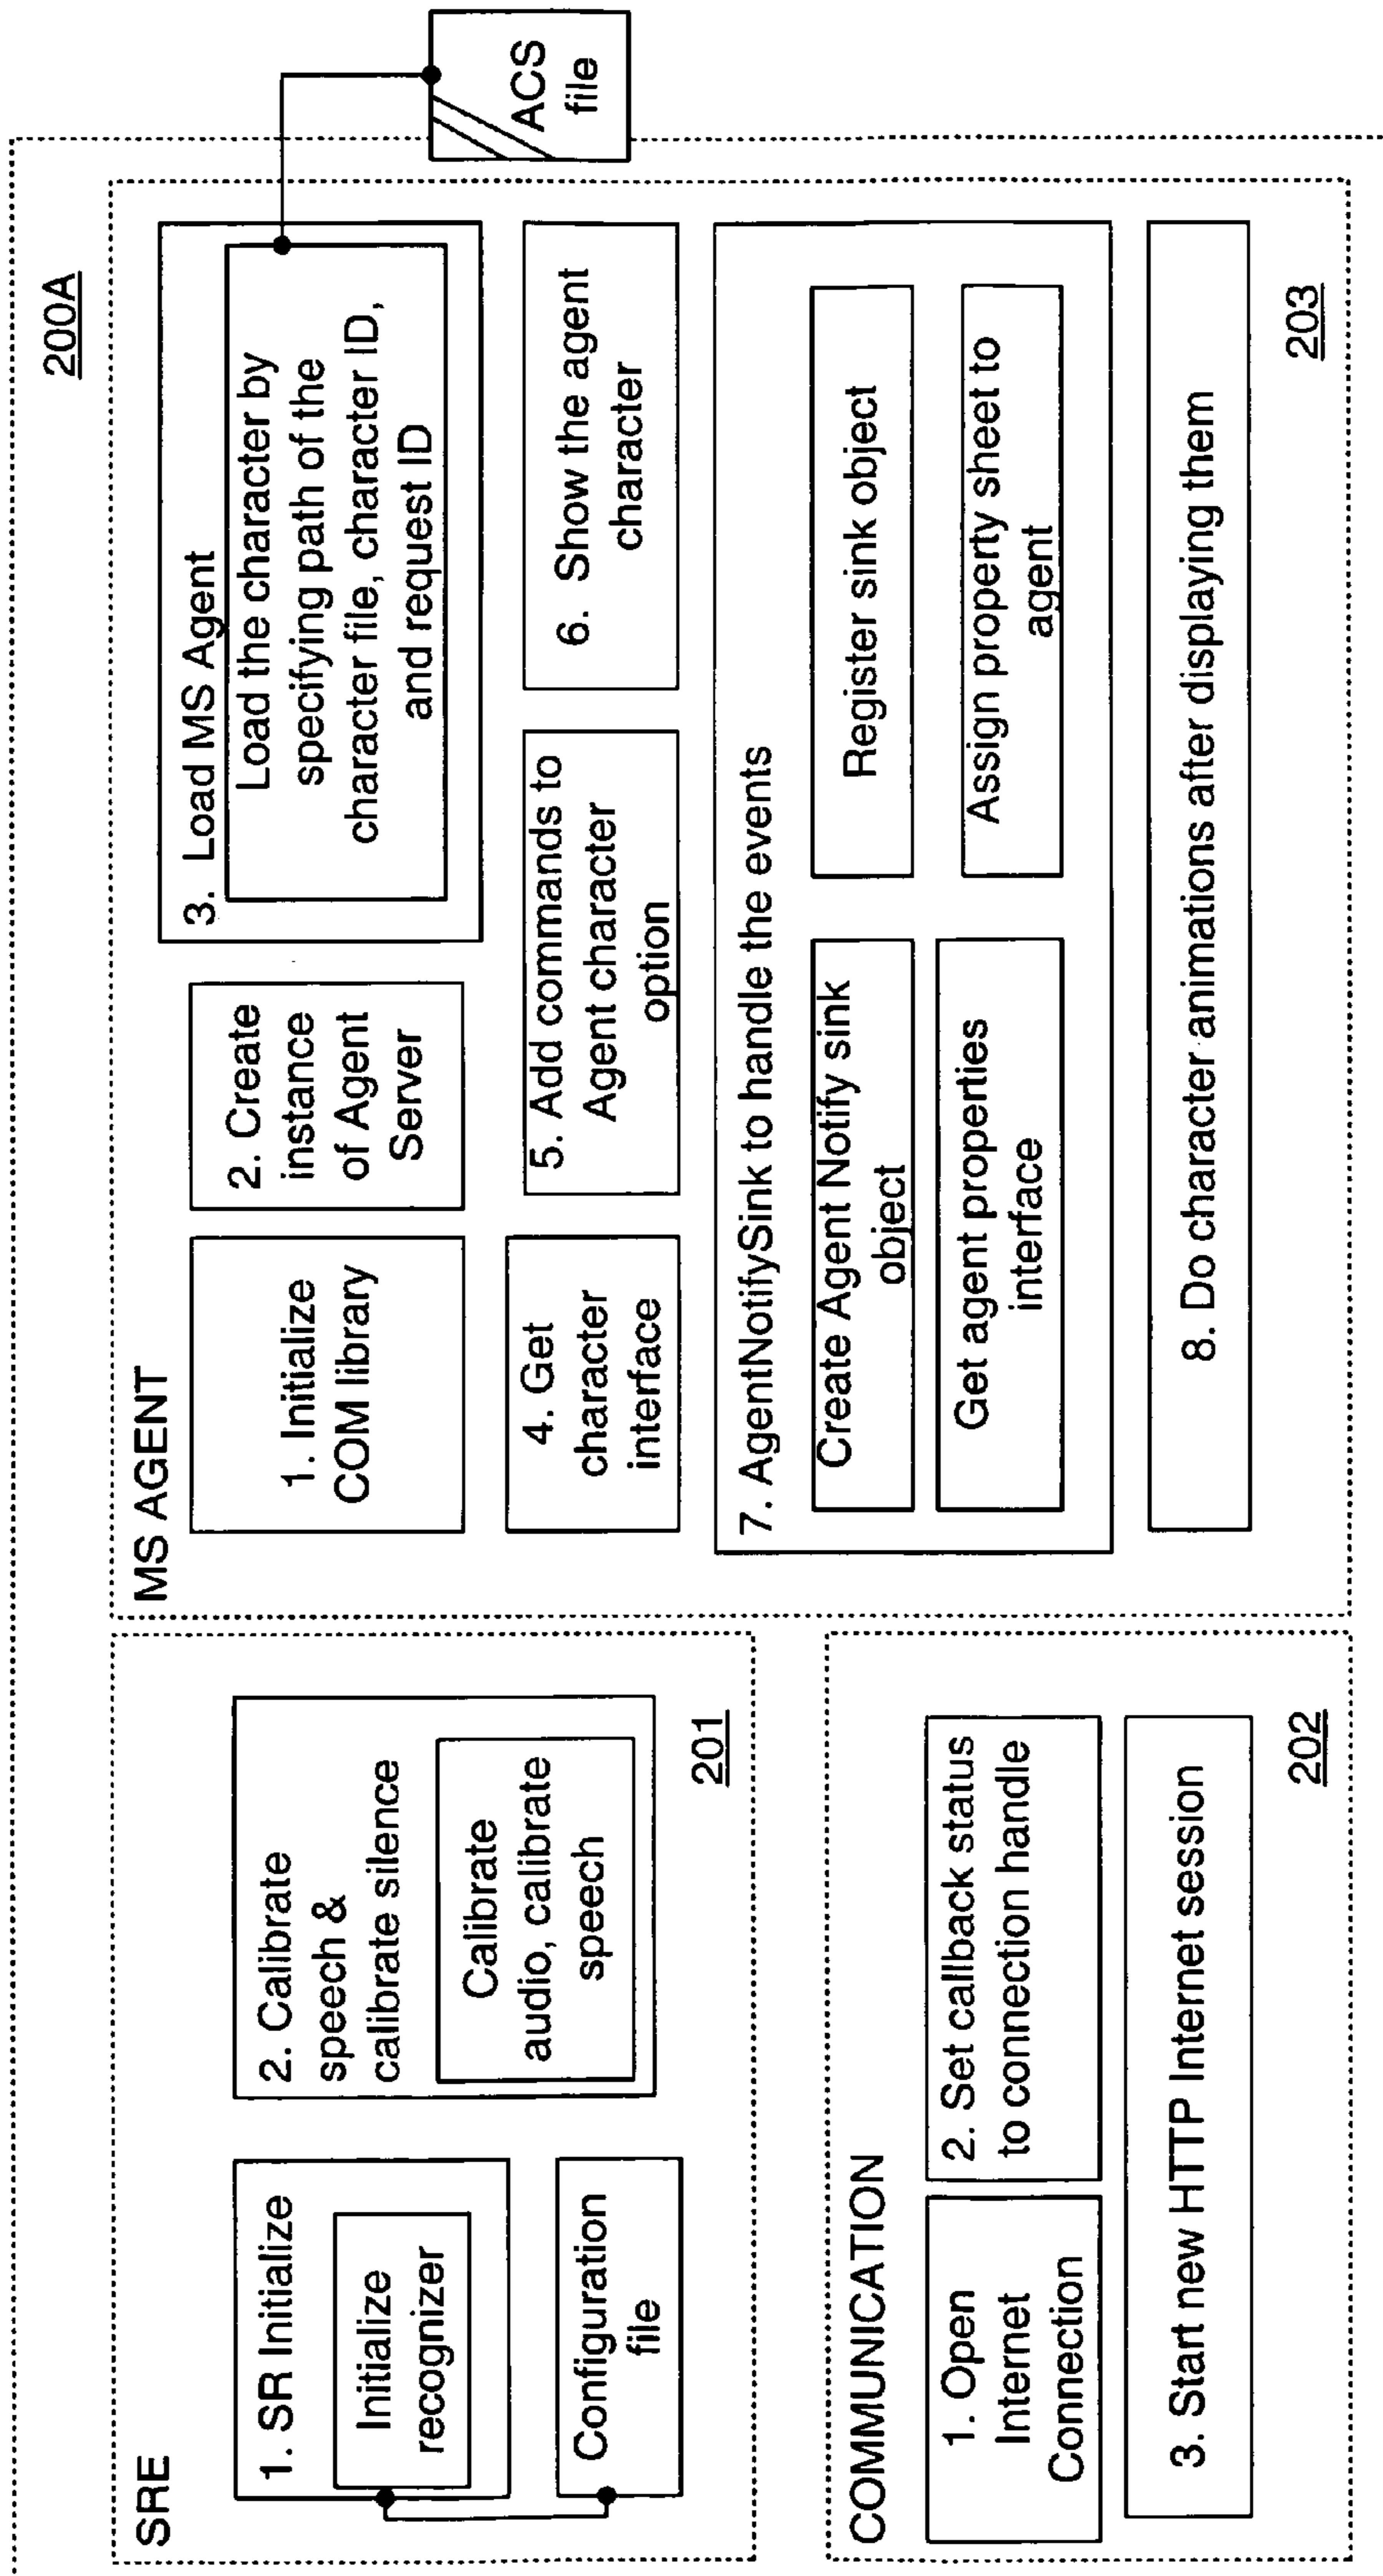 200A
SRE
1. SR Initialize
Initialize
recognizer
Configuration
file
2. Calibrate
speech &
calibrate silence
Calibrate
audio, calibrate
speech
201
COMMUNICATION
1. Open
Internet
Connection
2. Set callback status
to connection handle
3. Start new HTTP Internet session
202
MS AGENT
1. Initialize
COM library
2. Create
instance
of Agent
Server
3. Load MS Agent
Load the character by
specifying path of the
character file, character ID,
and request ID
ACS
file
4. Get
character
interface
5. Add commands to
Agent character
option
6. Show the agent
character
7. AgentNotifySink to handle the events
Create Agent Notify sink
object
Register sink object
Get agent properties
interface
Assign property sheet to
agent
8. Do character animations after displaying them
203